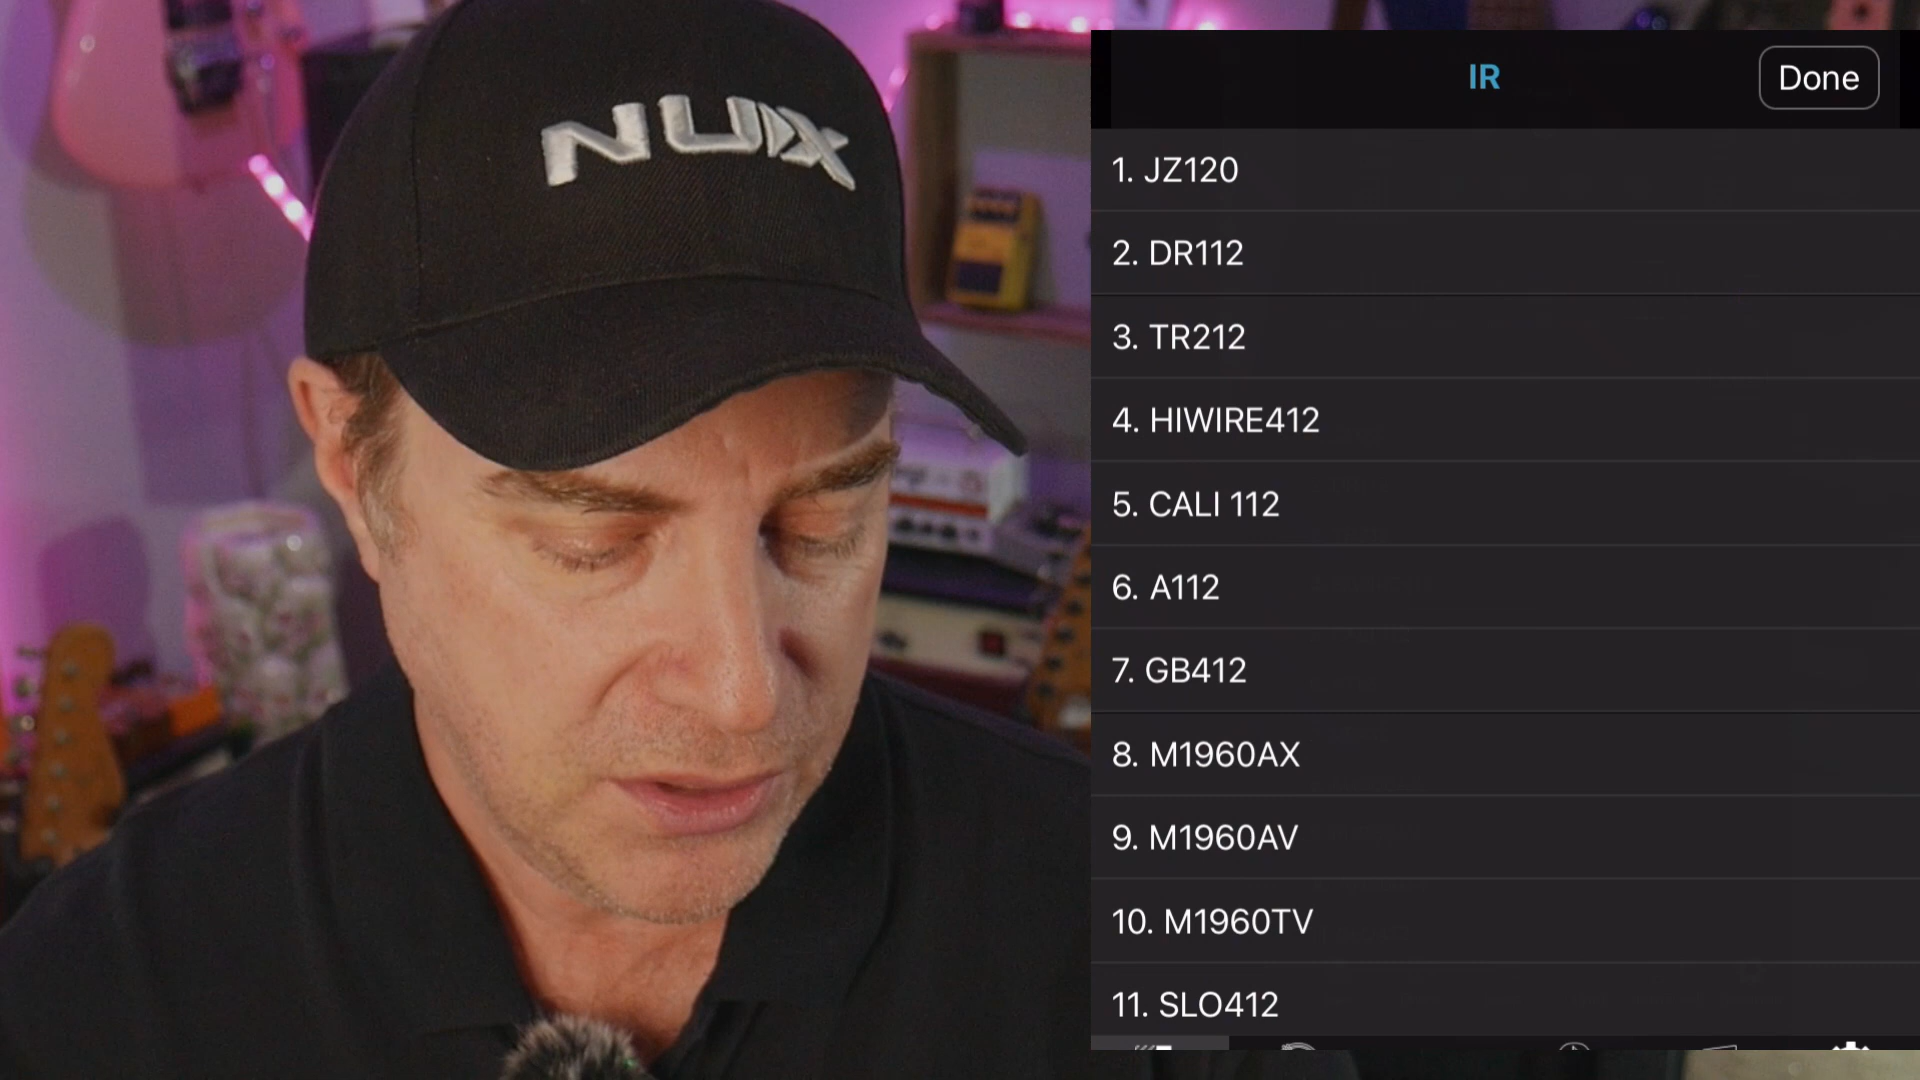 NUX
IR
Done
1. JZ120
2. DR112
3. TR212
4. HIWIRE412
5. CALI 112
6. A112
7. GB412
8. M1960AX
9. M1960AV
10. M1960TV
11. SLO412